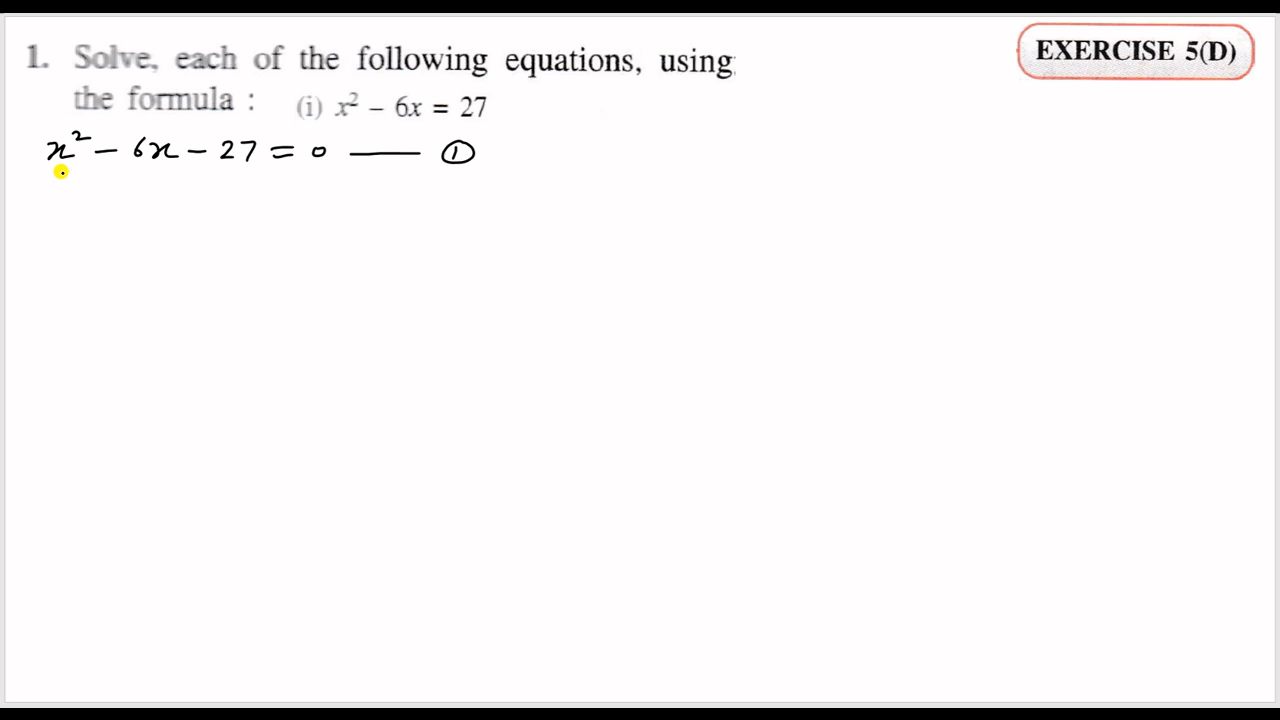 EXERCISE 5(D)
1. Solve, each of the following equations, using
the formula : (i) x² – 6x = 27
x² – 6x – 27 = 0 —— ①